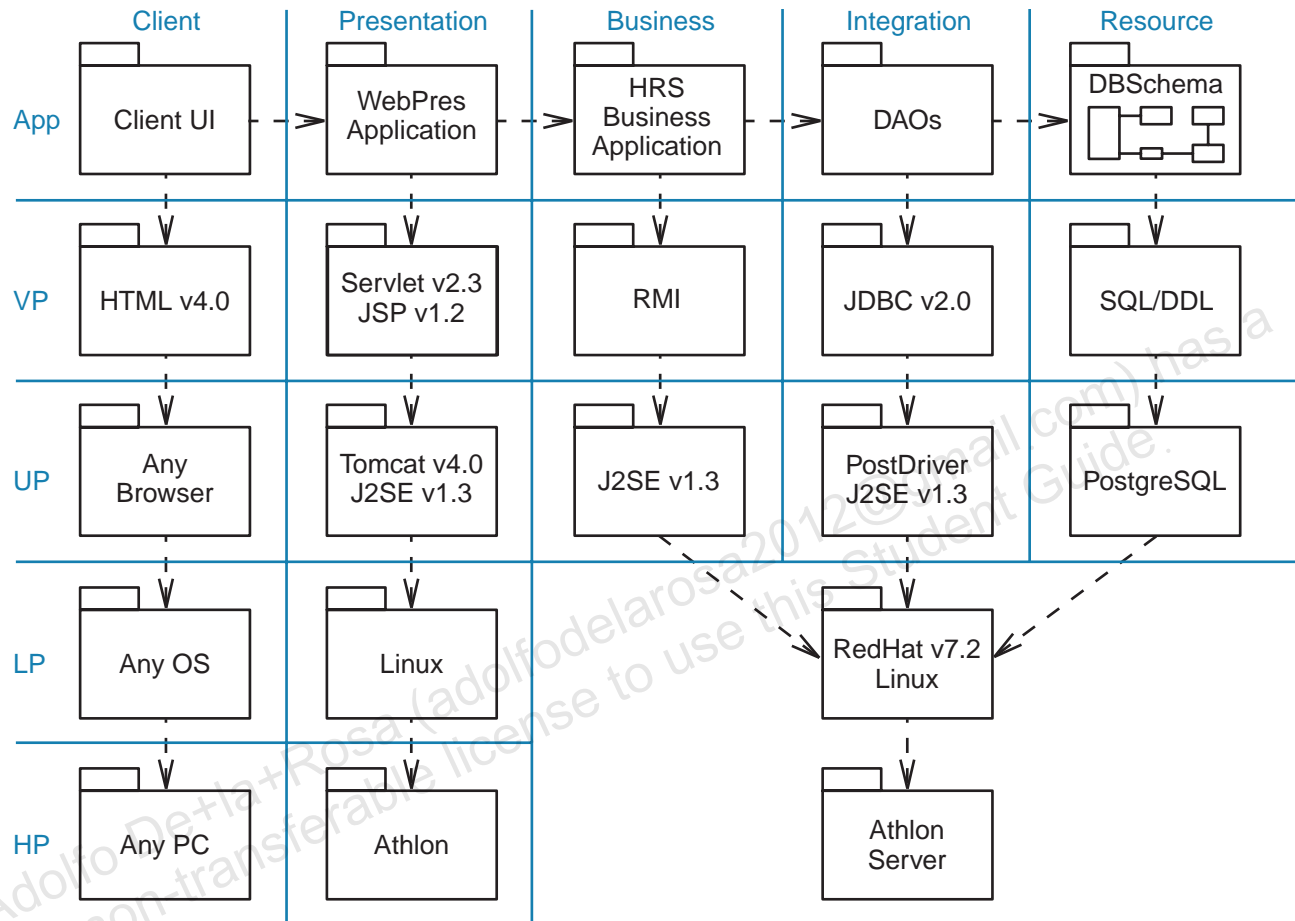 Client Presentation Business Integration Resource
App
Client UI
WebPres
Application
HRS
Business
Application
DAOs
DBSchema
VP
HTML v4.0
Servlet v2.3
JSP v1.2
RMI
JDBC v2.0
SQL/DDL
UP
Any
Browser
Tomcat v4.0
J2SE v1.3
J2SE v1.3
PostDriver
J2SE v1.3
PostgreSQL
LP
Any OS
Linux
RedHat v7.2
Linux
HP
Any PC
Athlon
Athlon
Server
Adolfo De+la+Rosa (adolfodelarosa2012@gmail.com) has a
non-transferable license to use this Student Guide.